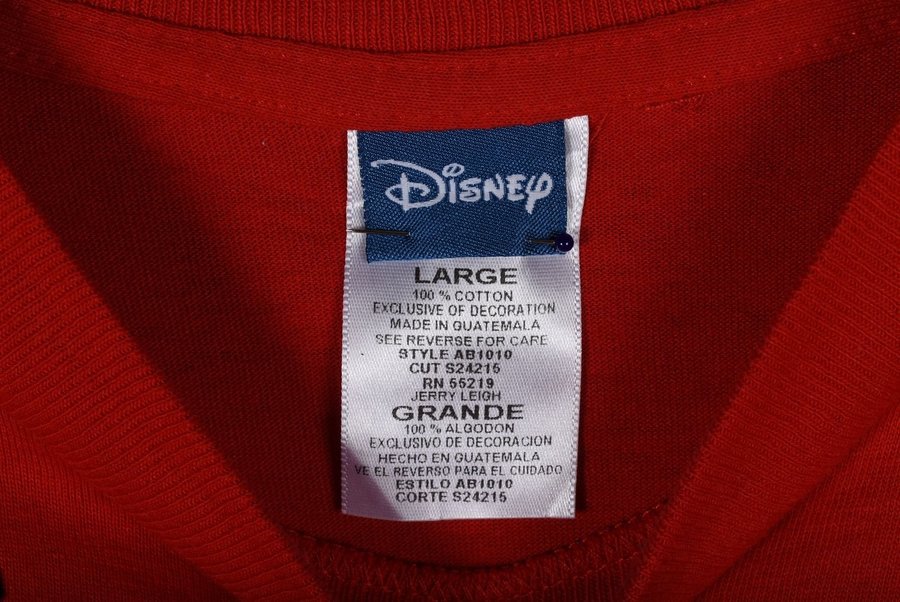 Disney
LARGE
100 % COTTON
EXCLUSIVE OF DECORATION
MADE IN GUATEMALA
SEE REVERSE FOR CARE
STYLE AB1010
CUT S24215
RN 55219
JERRY LEIGH
GRANDE
100 % ALGODON
EXCLUSIVO DE DECORACION
HECHO EN GUATEMALA
VE EL REVERSO PARA EL CUIDADO
ESTILO AB1010
CORTE S24215